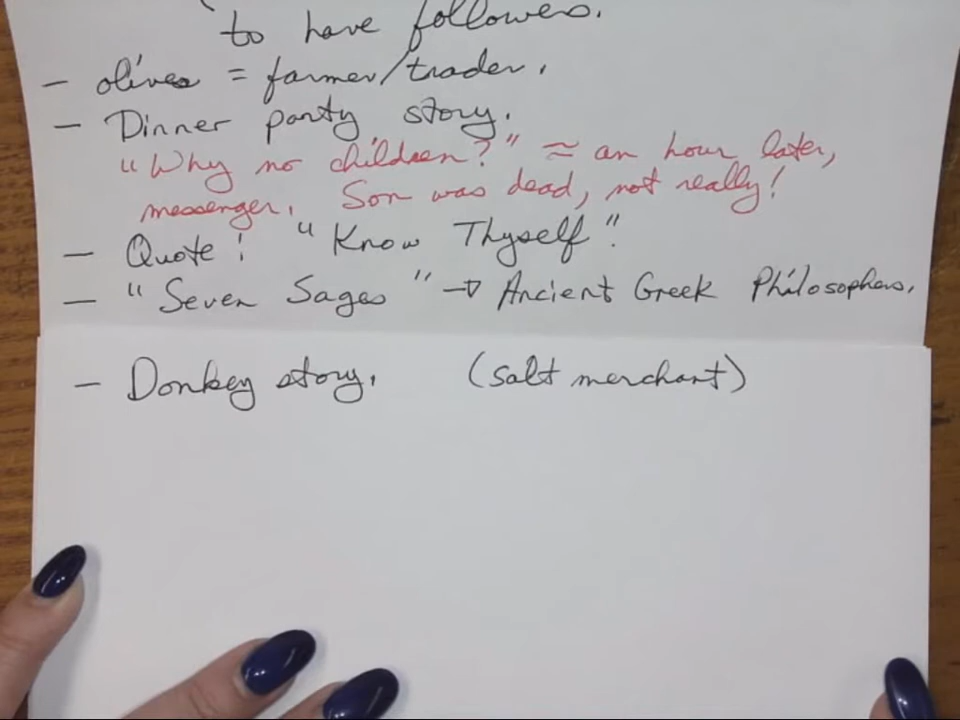 to have followers.
- olives = farmer/trader.
- Dinner party story.
"Why no children?" ≈ an hour later,
messenger. Son was dead, not really!
- Quote: "Know Thyself".
- "Seven Sages" → Ancient Greek Philosophers.
- Donkey story. (salt merchant)